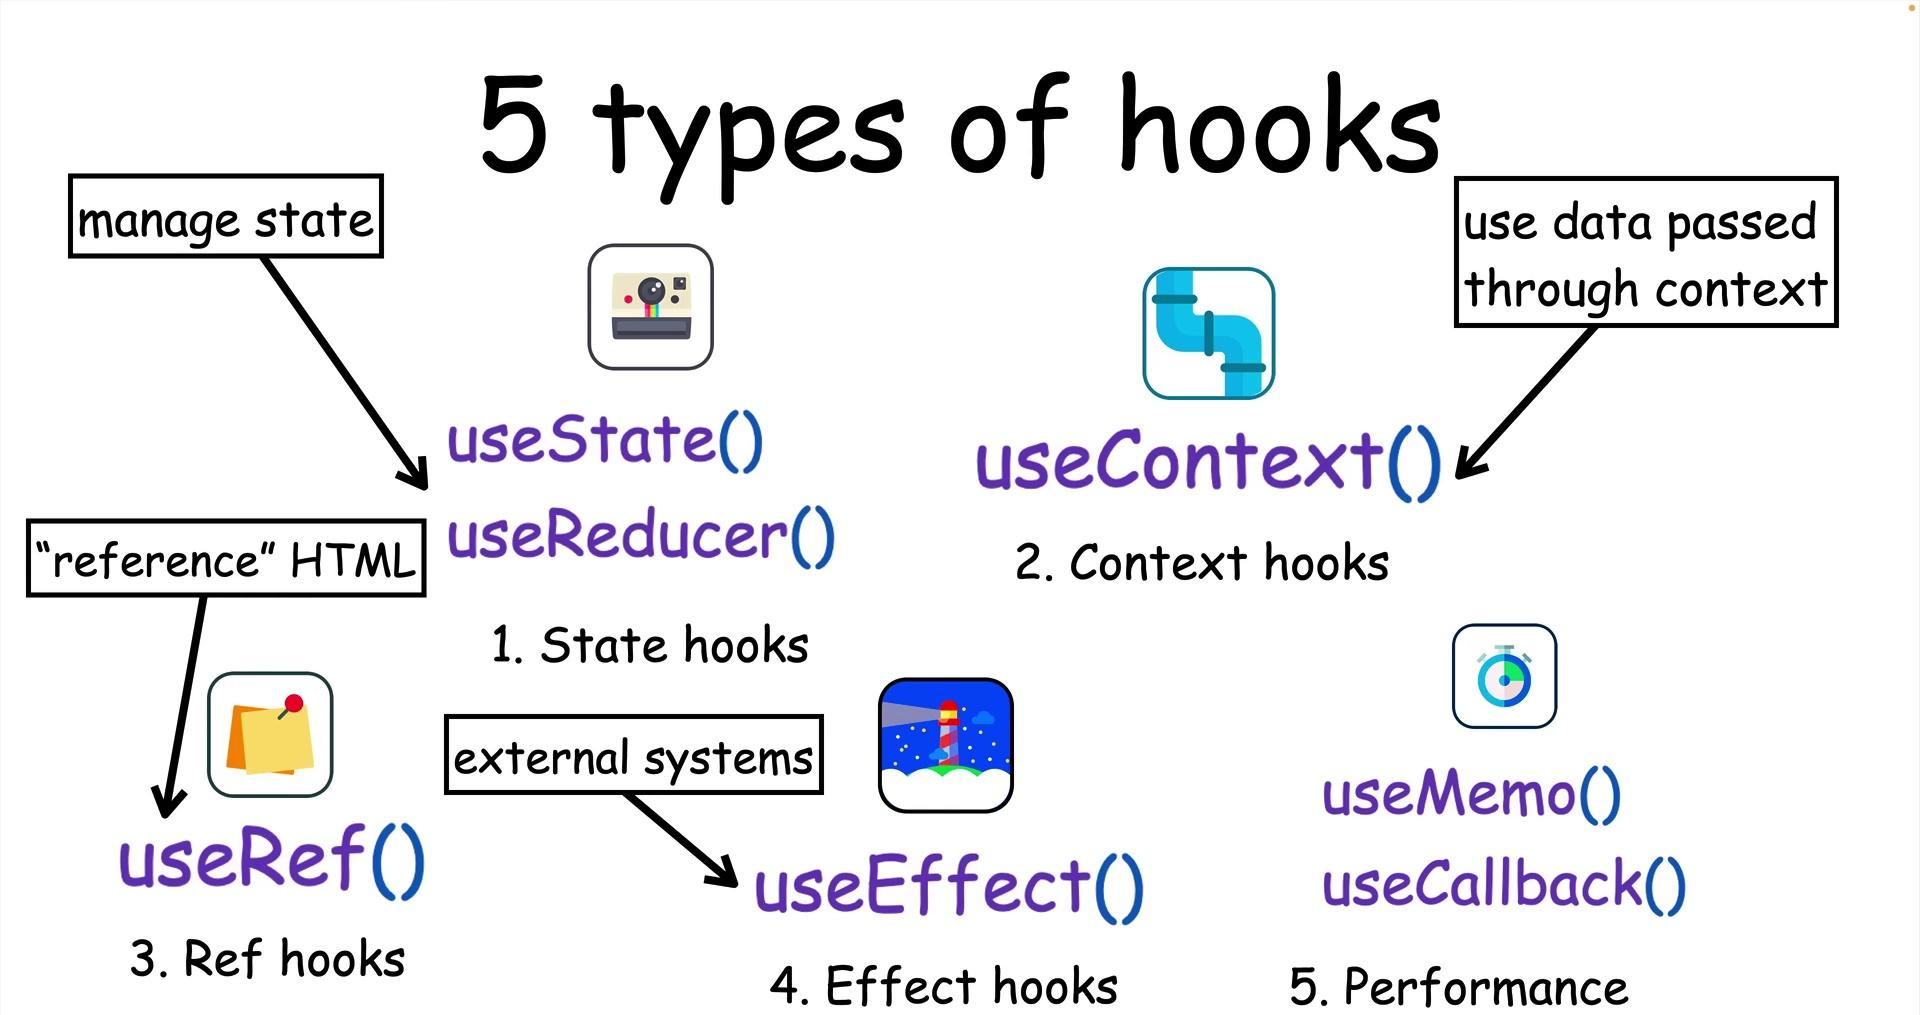 5 types of hooks
manage state
use data passed
through context
useState()
useReducer()
1. State hooks
useContext()
2. Context hooks
“reference” HTML
useRef()
3. Ref hooks
external systems
useEffect()
4. Effect hooks
useMemo()
useCallback()
5. Performance